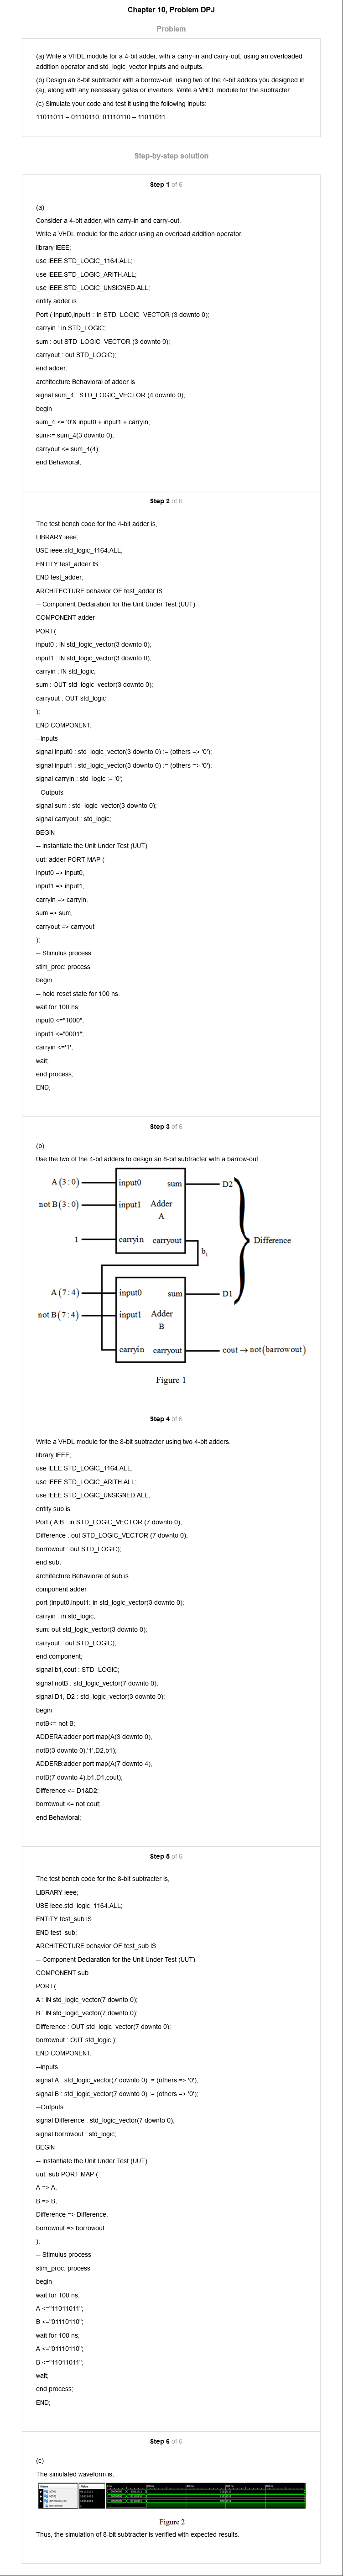 Chapter 10, Problem DPJ
Problem
(a) Write a VHDL module for a 4-bit adder, with a carry-in and carry-out, using an overloaded
addition operator and std_logic_vector inputs and outputs.
(b) Design an 8-bit subtracter with a borrow-out, using two of the 4-bit adders you designed in
(a), along with any necessary gates or inverters. Write a VHDL module for the subtracter.
(c) Simulate your code and test it using the following inputs:
11011011 – 01110110, 01110110 – 11011011
Step-by-step solution
Step 1 of 6
(a)
Consider a 4-bit adder, with carry-in and carry-out.
Write a VHDL module for the adder using an overload addition operator.
library IEEE;
use IEEE.STD_LOGIC_1164.ALL;
use IEEE.STD_LOGIC_ARITH.ALL;
use IEEE.STD_LOGIC_UNSIGNED.ALL;
entity adder is
Port ( input0,input1 : in STD_LOGIC_VECTOR (3 downto 0);
carryin : in STD_LOGIC;
sum : out STD_LOGIC_VECTOR (3 downto 0);
carryout : out STD_LOGIC);
end adder;
architecture Behavioral of adder is
signal sum_4 : STD_LOGIC_VECTOR (4 downto 0);
begin
sum_4 <= '0'& input0 + input1 + carryin;
sum<= sum_4(3 downto 0);
carryout <= sum_4(4);
end Behavioral;
Step 2 of 6
The test bench code for the 4-bit adder is,
LIBRARY ieee;
USE ieee.std_logic_1164.ALL;
ENTITY test_adder IS
END test_adder;
ARCHITECTURE behavior OF test_adder IS
-- Component Declaration for the Unit Under Test (UUT)
COMPONENT adder
PORT(
input0 : IN std_logic_vector(3 downto 0);
input1 : IN std_logic_vector(3 downto 0);
carryin : IN std_logic;
sum : OUT std_logic_vector(3 downto 0);
carryout : OUT std_logic
);
END COMPONENT;
--Inputs
signal input0 : std_logic_vector(3 downto 0) := (others => '0');
signal input1 : std_logic_vector(3 downto 0) := (others => '0');
signal carryin : std_logic := '0';
--Outputs
signal sum : std_logic_vector(3 downto 0);
signal carryout : std_logic;
BEGIN
-- Instantiate the Unit Under Test (UUT)
uut: adder PORT MAP (
input0 => input0,
input1 => input1,
carryin => carryin,
sum => sum,
carryout => carryout
);
-- Stimulus process
stim_proc: process
begin
-- hold reset state for 100 ns.
wait for 100 ns;
input0 <="1000";
input1 <="0001";
carryin <='1';
wait;
end process;
END;
Step 3 of 6
(b)
Use the two of the 4-bit adders to design an 8-bit subtracter with a barrow-out.
A(3:0) input0 sum D2
not B(3:0) input1 Adder
A
1 carryin carryout
b1
Difference
A(7:4) input0 sum D1
not B(7:4) input1 Adder
B
carryin carryout cout → not(barrowout)
Figure 1
Step 4 of 6
Write a VHDL module for the 8-bit subtracter using two 4-bit adders.
library IEEE;
use IEEE.STD_LOGIC_1164.ALL;
use IEEE.STD_LOGIC_ARITH.ALL;
use IEEE.STD_LOGIC_UNSIGNED.ALL;
entity sub is
Port ( A,B : in STD_LOGIC_VECTOR (7 downto 0);
Difference : out STD_LOGIC_VECTOR (7 downto 0);
borrowout : out STD_LOGIC);
end sub;
architecture Behavioral of sub is
component adder
port (input0,input1: in std_logic_vector(3 downto 0);
carryin : in std_logic;
sum: out std_logic_vector(3 downto 0);
carryout : out STD_LOGIC);
end component;
signal b1,cout : STD_LOGIC;
signal notB : std_logic_vector(7 downto 0);
signal D1, D2 : std_logic_vector(3 downto 0);
begin
notB<= not B;
ADDERA:adder port map(A(3 downto 0),
notB(3 downto 0),'1',D2,b1);
ADDERB:adder port map(A(7 downto 4),
notB(7 downto 4),b1,D1,cout);
Difference <= D1&D2;
borrowout <= not cout;
end Behavioral;
Step 5 of 6
The test bench code for the 8-bit subtracter is,
LIBRARY ieee;
USE ieee.std_logic_1164.ALL;
ENTITY test_sub IS
END test_sub;
ARCHITECTURE behavior OF test_sub IS
-- Component Declaration for the Unit Under Test (UUT)
COMPONENT sub
PORT(
A : IN std_logic_vector(7 downto 0);
B : IN std_logic_vector(7 downto 0);
Difference : OUT std_logic_vector(7 downto 0);
borrowout : OUT std_logic );
END COMPONENT;
--Inputs
signal A : std_logic_vector(7 downto 0) := (others => '0');
signal B : std_logic_vector(7 downto 0) := (others => '0');
--Outputs
signal Difference : std_logic_vector(7 downto 0);
signal borrowout : std_logic;
BEGIN
-- Instantiate the Unit Under Test (UUT)
uut: sub PORT MAP (
A => A,
B => B,
Difference => Difference,
borrowout => borrowout
);
-- Stimulus process
stim_proc: process
begin
wait for 100 ns;
A <="11011011";
B <="01110110";
wait for 100 ns;
A <="01110110";
B <="11011011";
wait;
end process;
END;
Step 6 of 6
(c)
The simulated waveform is,
Name Value
Figure 2
Thus, the simulation of 8-bit subtracter is verified with expected results.